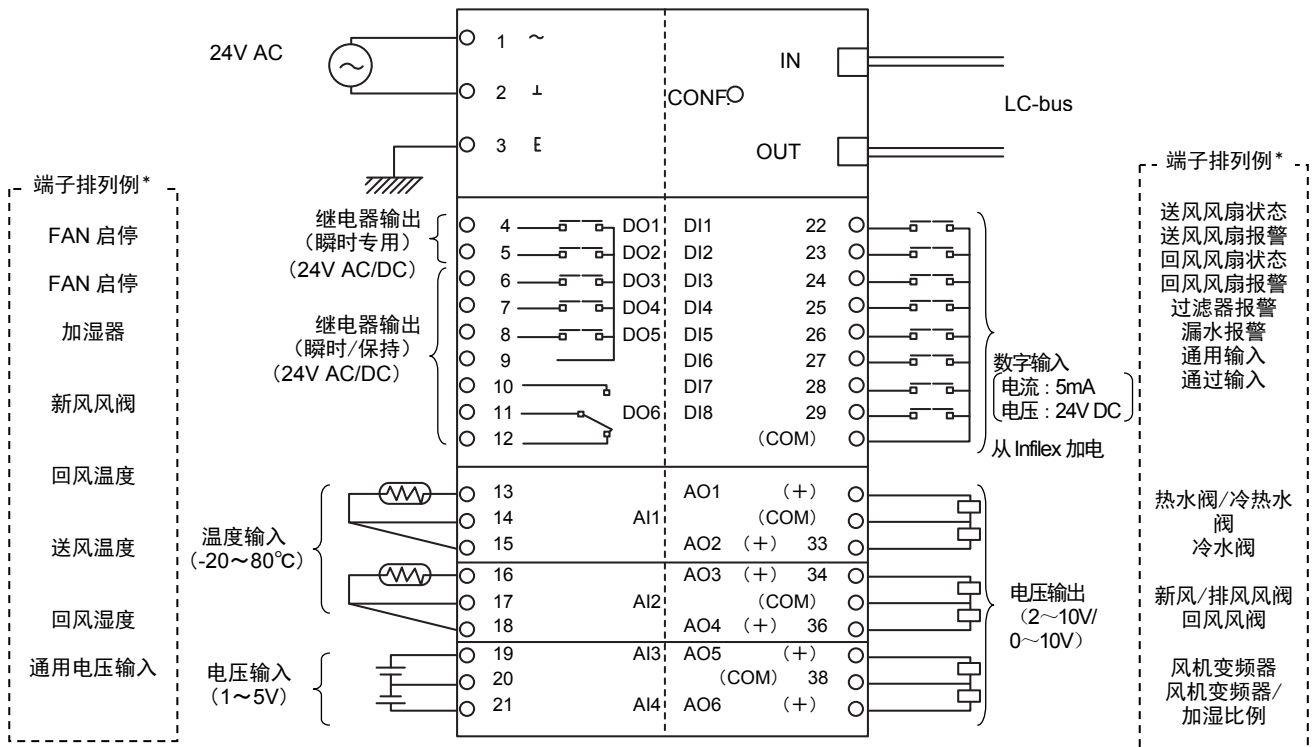 24V AC
1 ~
2 ⊥
3 E
CONF.
IN
OUT
LC-bus
端子排列例*
FAN 启停
FAN 启停
加湿器
新风风阀
回风温度
送风温度
回风湿度
通用电压输入
继电器输出
（瞬时专用）
（24V AC/DC）
继电器输出
（瞬时/保持）
（24V AC/DC）
温度输入
（-20～80℃）
电压输入
（1～5V）
4 DO1 DI1 22
5 DO2 DI2 23
6 DO3 DI3 24
7 DO4 DI4 25
8 DO5 DI5 26
9 DI6 27
10 DI7 28
11 DO6 DI8 29
12 （COM）
13 AO1 （+）
14 AI1 （COM）
15 AO2 （+） 33
16 AO3 （+） 34
17 AI2 （COM）
18 AO4 （+） 36
19 AI3 AO5 （+）
20 （COM） 38
21 AI4 AO6 （+）
数字输入
电流：5mA
电压：24V DC
从 Infilex 加电
电压输出
（2～10V/
0～10V）
端子排列例*
送风风扇状态
送风风扇报警
回风风扇状态
回风风扇报警
过滤器报警
漏水报警
通用输入
通过输入
热水阀/冷热水
阀
冷水阀
新风/排风风阀
回风风阀
风机变频器
风机变频器/
加湿比例